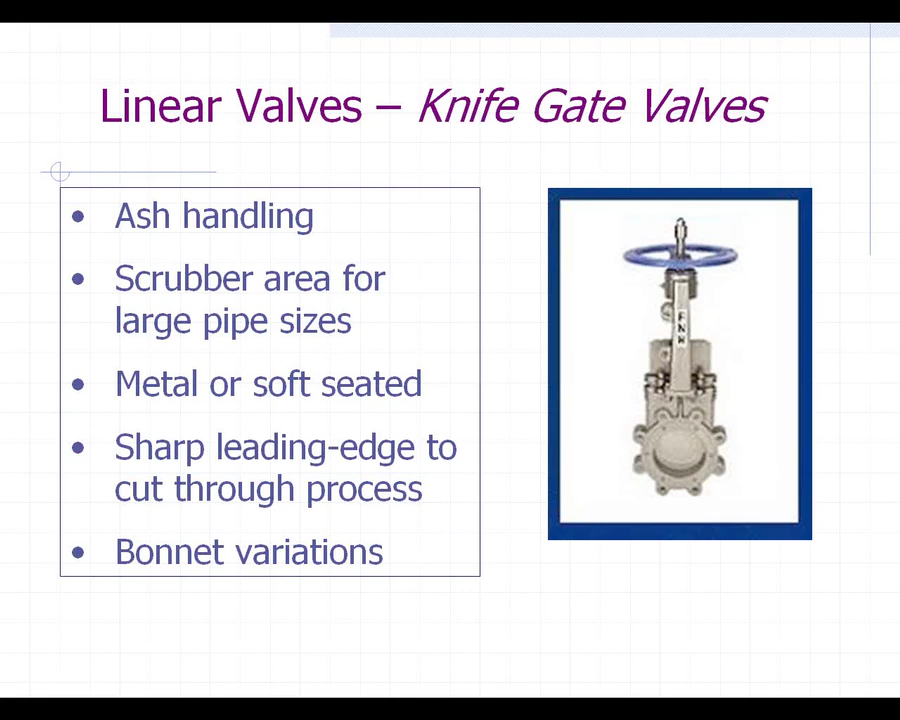 Linear Valves – Knife Gate Valves
• Ash handling
• Scrubber area for
large pipe sizes
• Metal or soft seated
• Sharp leading-edge to
cut through process
• Bonnet variations
FNW